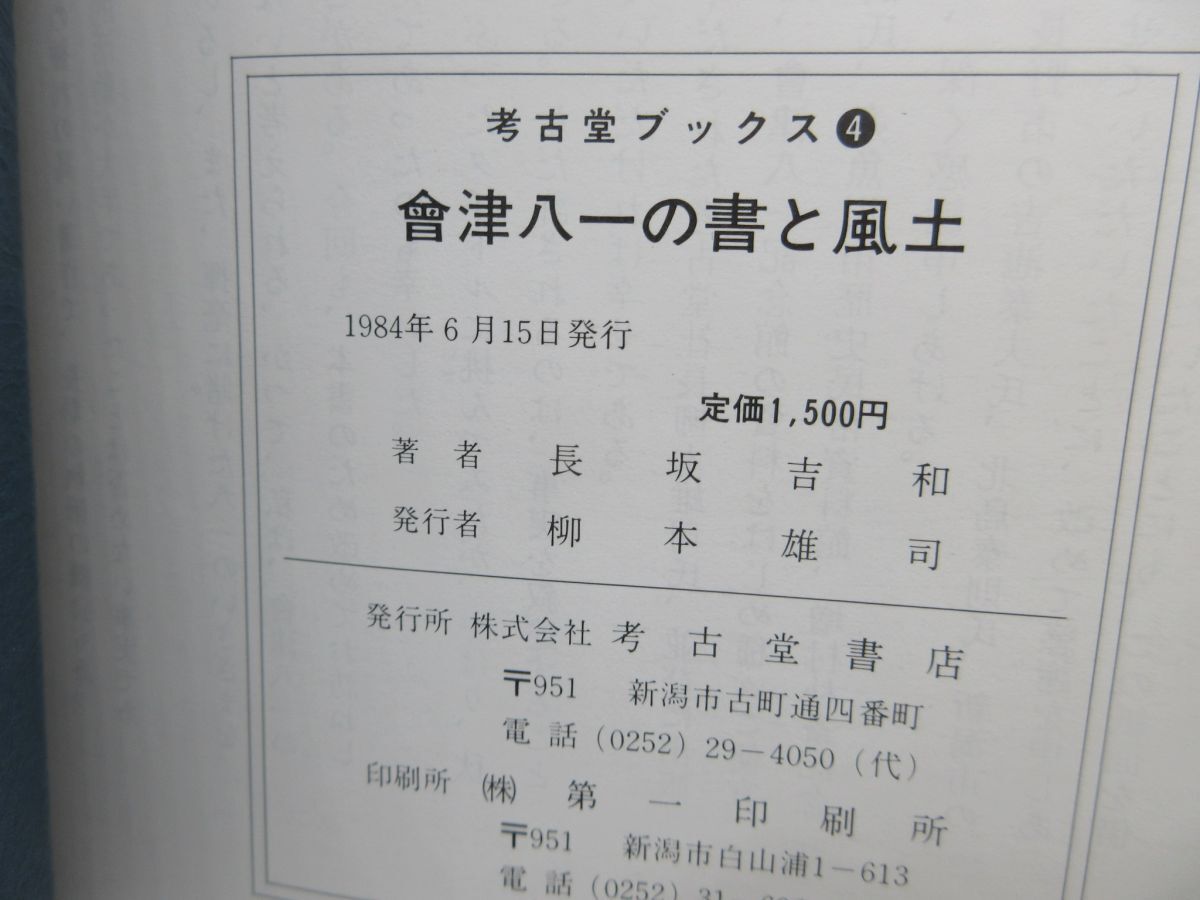 考古堂ブックス❹
會津八一の書と風土
1984年6月15日発行
定価1,500円
著者 長坂吉和
発行者 柳本雄司
発行所 株式会社 考古堂書店
〒951 新潟市古町通四番町
電話(0252)29-4050(代)
印刷所 ㈱ 第一印刷所
〒951 新潟市白山浦1-613
電話(0252)31-